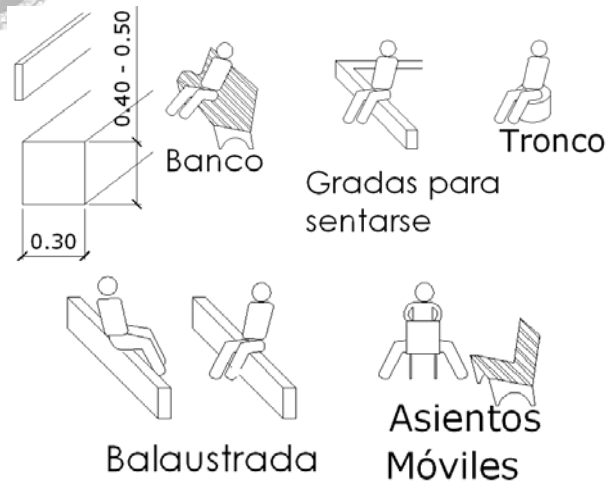 0.40 - 0.50
0.30
Banco
Gradas para
sentarse
Tronco
Balaustrada
Asientos
Móviles